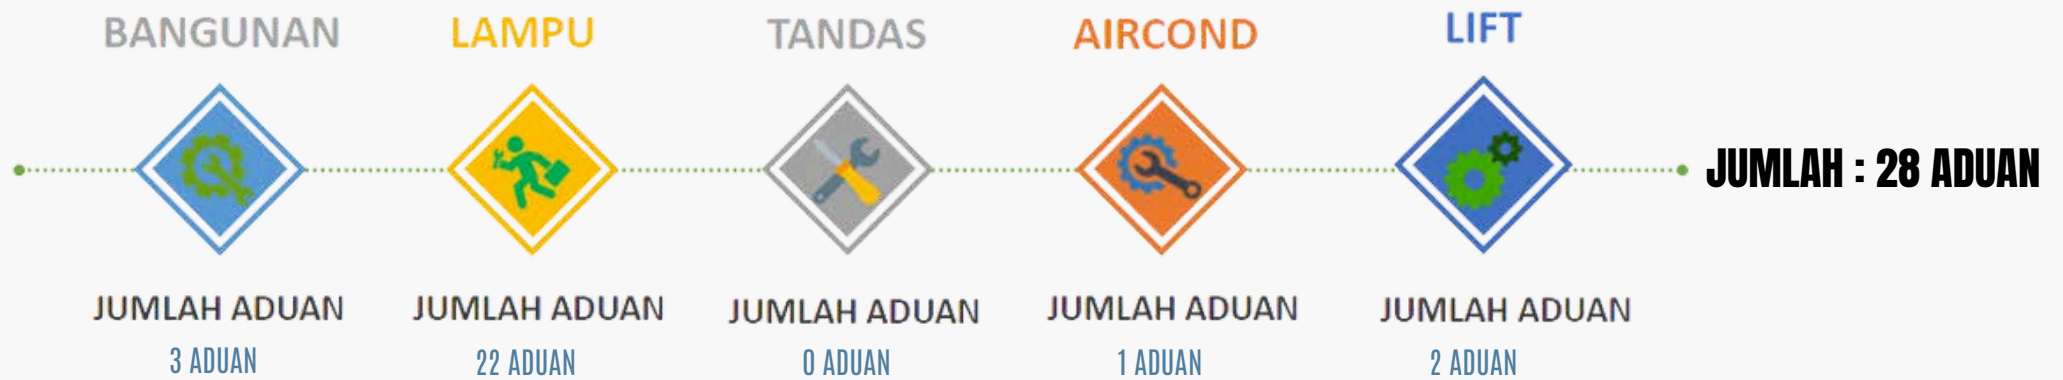 BANGUNAN
LAMPU
TANDAS
AIRCOND
LIFT
JUMLAH : 28 ADUAN
JUMLAH ADUAN
JUMLAH ADUAN
JUMLAH ADUAN
JUMLAH ADUAN
JUMLAH ADUAN
3 ADUAN
22 ADUAN
0 ADUAN
1 ADUAN
2 ADUAN